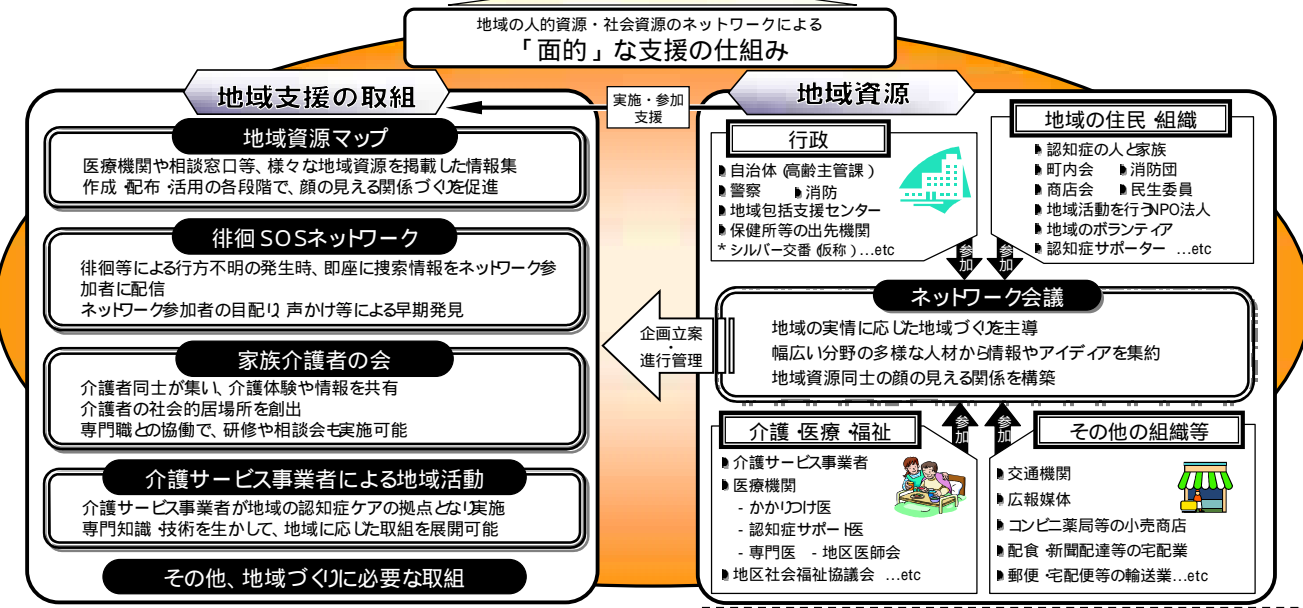 地域の人的資源・社会資源のネットワークによる
「面的」な支援の仕組み
地域支援の取組
地域資源マップ
医療機関や相談窓口等、様々な地域資源を掲載した情報集
作成・配布・活用の各段階で、顔の見える関係づくりを促進
徘徊SOSネットワーク
徘徊等による行方不明の発生時、即座に捜索情報をネットワーク参
加者に配信
ネットワーク参加者の目配り、声かけ等による早期発見
家族介護者の会
介護者同士が集い、介護体験や情報を共有
介護者の社会的居場所を創出
専門職との協働で、研修や相談会も実施可能
介護サービス事業者による地域活動
介護サービス事業者が地域の認知症ケアの拠点となり実施
専門知識・技術を生かして、地域に応じた取組を展開可能
その他、地域づくりに必要な取組
実施・参加
支援
企画立案
・
進行管理
地域資源
行政
自治体(高齢主管課)
警察 消防
地域包括支援センター
保健所等の出先機関
*シルバー交番(仮称)…etc
地域の住民・組織
認知症の人と家族
町内会 消防団
商店会 民生委員
地域活動を行うNPO法人
地域のボランティア
認知症サポーター …etc
参加
参加
ネットワーク会議
地域の実情に応じた地域づくりを主導
幅広い分野の多様な人材から情報やアイディアを集約
地域資源同士の顔の見える関係を構築
参加
参加
介護・医療・福祉
介護サービス事業者
医療機関
- かかりつけ医
- 認知症サポート医
- 専門医 - 地区医師会
地区社会福祉協議会 …etc
その他の組織等
交通機関
広報媒体
コンビニ薬局等の小売商店
配食・新聞配達等の宅配業
郵便・宅配便等の輸送業…etc